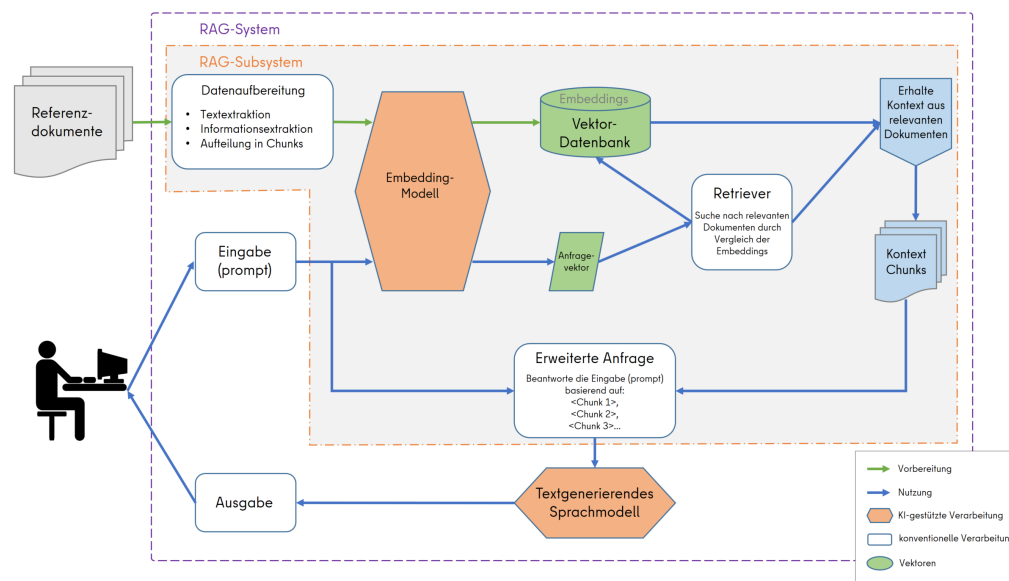 RAG-System
RAG-Subsystem
Referenz-
dokumente
Datenaufbereitung
• Textextraktion
• Informationsextraktion
• Aufteilung in Chunks
Embedding-
Modell
Embeddings
Vektor-
Datenbank
Erhalte
Kontext aus
relevanten
Dokumenten
Retriever
Suche nach relevanten
Dokumenten durch
Vergleich der
Embeddings
Eingabe
(prompt)
Anfrage-
vektor
Kontext
Chunks
Erweiterte Anfrage
Beantworte die Eingabe (prompt)
basierend auf:
<Chunk 1>,
<Chunk 2>,
<Chunk 3>...
Ausgabe
Textgenerierendes
Sprachmodell
Vorbereitung
Nutzung
KI-gestützte Verarbeitung
konventionelle Verarbeitung
Vektoren